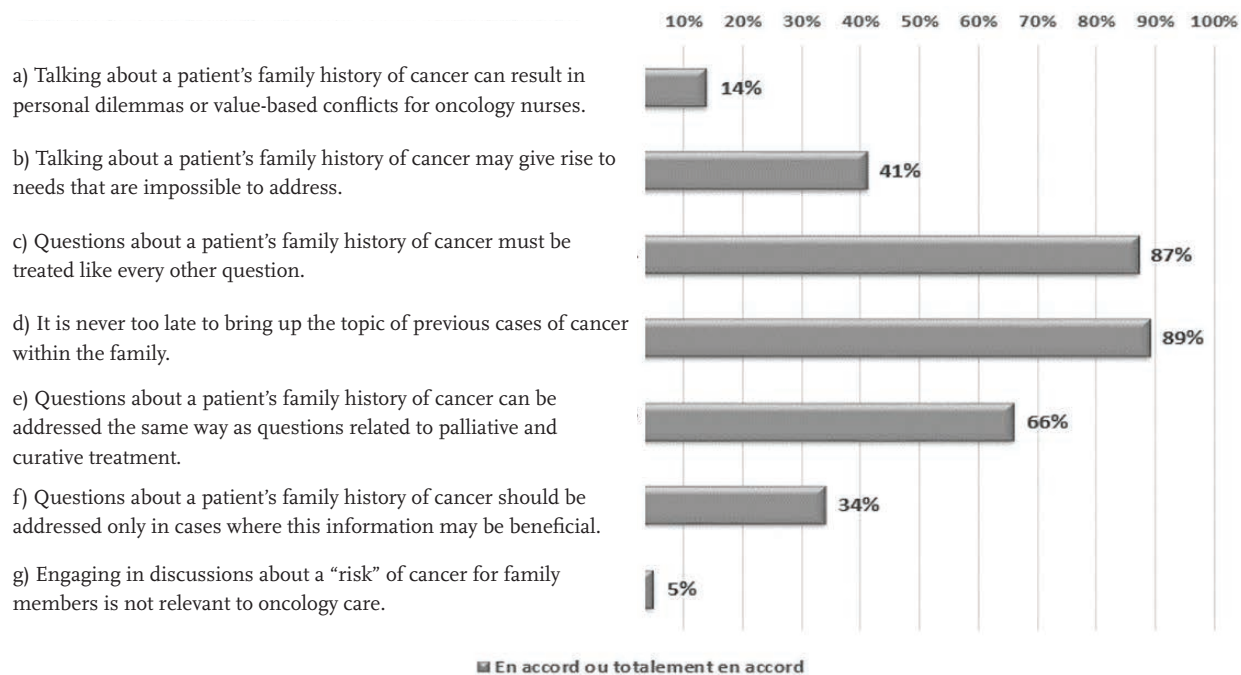 10% 20% 30% 40% 50% 60% 70% 80% 90% 100%
a) Talking about a patient’s family history of cancer can result in
personal dilemmas or value-based conflicts for oncology nurses.
14%
b) Talking about a patient’s family history of cancer may give rise to
needs that are impossible to address.
41%
c) Questions about a patient’s family history of cancer must be
treated like every other question.
87%
d) It is never too late to bring up the topic of previous cases of cancer
within the family.
89%
e) Questions about a patient’s family history of cancer can be
addressed the same way as questions related to palliative and
curative treatment.
66%
f) Questions about a patient’s family history of cancer should be
addressed only in cases where this information may be beneficial.
34%
g) Engaging in discussions about a “risk” of cancer for family
members is not relevant to oncology care.
5%
En accord ou totalement en accord